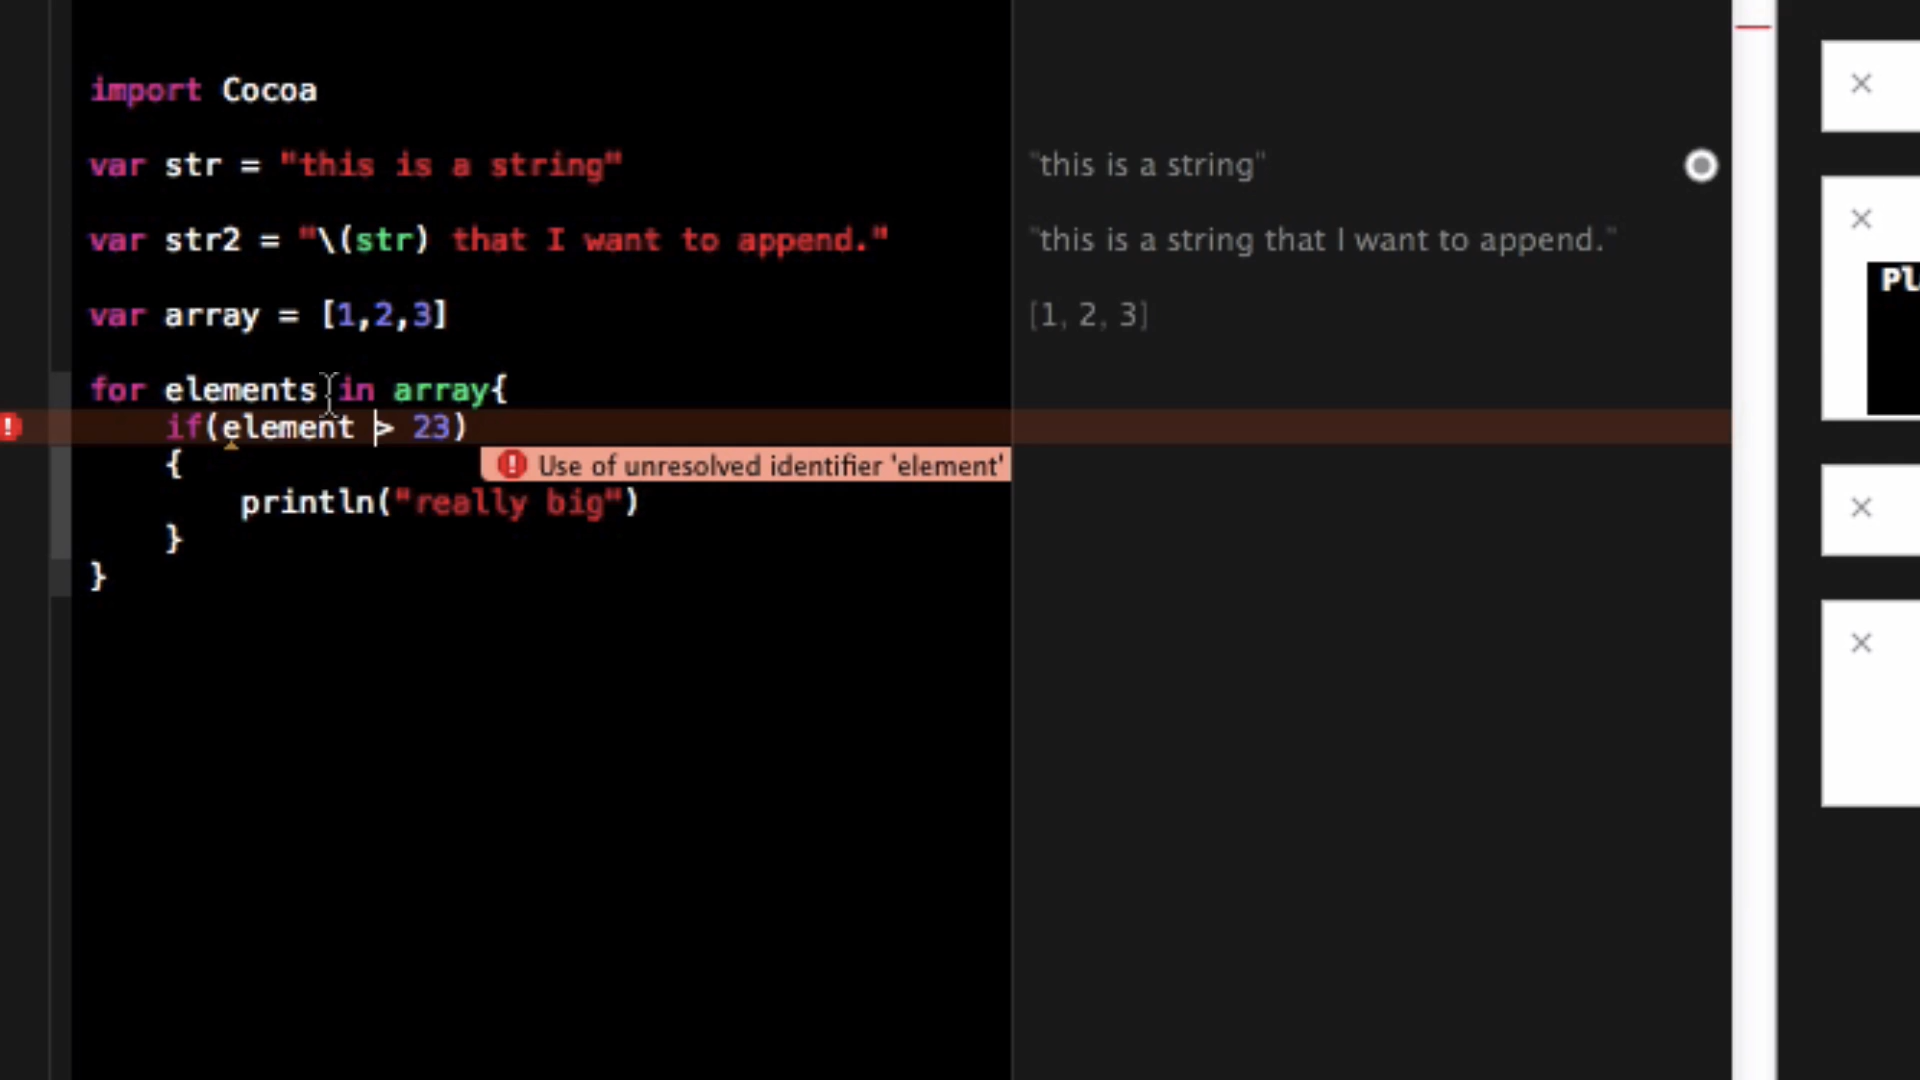 import Cocoa
var str = "this is a string"
"this is a string"
var str2 = "\(str) that I want to append."
"this is a string that I want to append."
var array = [1,2,3]
[1, 2, 3]
for elements in array{
if(element > 23)
{
Use of unresolved identifier 'element'
println("really big")
}
}